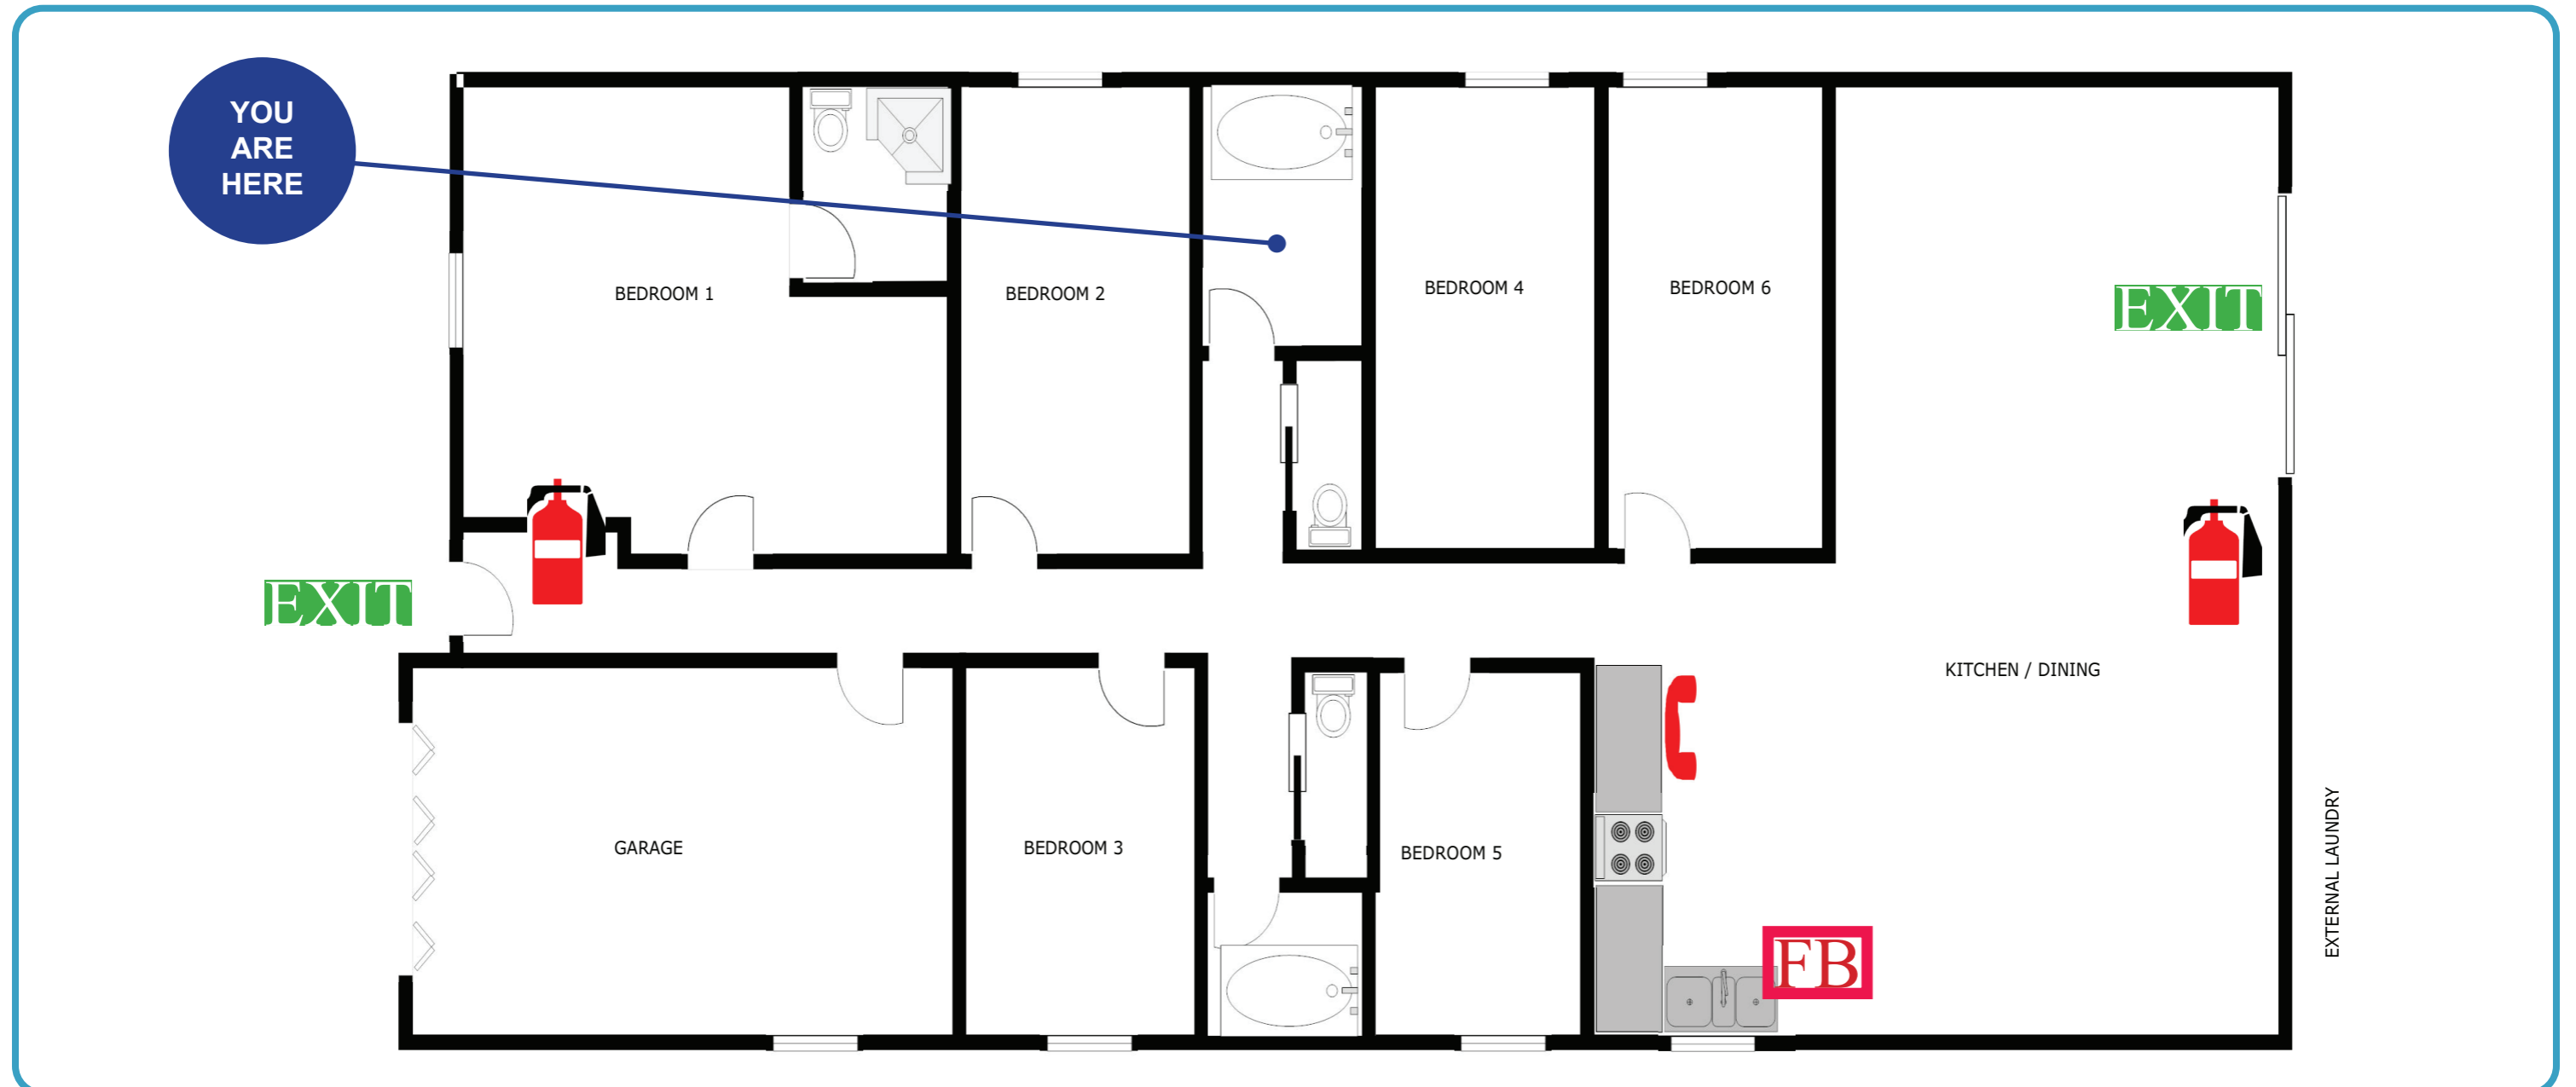 YOU
ARE
HERE
BEDROOM 1
BEDROOM 2
BEDROOM 4
BEDROOM 6
EXIT
EXIT
KITCHEN / DINING
GARAGE
BEDROOM 3
BEDROOM 5
EXTERNAL LAUNDRY
FB